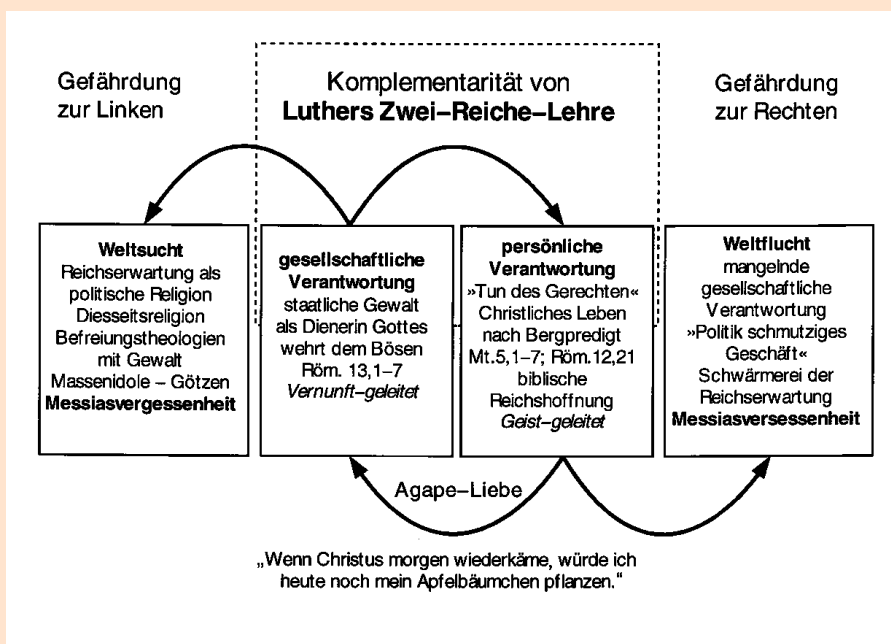 Gefährdung
zur Linken
Komplementarität von
Luthers Zwei–Reiche–Lehre
Gefährdung
zur Rechten
Weltsucht
Reichserwartung als
politische Religion
Diesseitsreligion
Befreiungstheologien
mit Gewalt
Massenidole – Götzen
Messiasvergessenheit
gesellschaftliche
Verantwortung
staatliche Gewalt
als Dienerin Gottes
wehrt dem Bösen
Röm. 13,1–7
Vernunft–geleitet
persönliche
Verantwortung
»Tun des Gerechten«
Christliches Leben
nach Bergpredigt
Mt.5,1–7; Röm.12,21
biblische
Reichshoffnung
Geist–geleitet
Weltflucht
mangelnde
gesellschaftliche
Verantwortung
»Politik schmutziges
Geschäft«
Schwärmerei der
Reichserwartung
Messiasversessenheit
Agape–Liebe
„Wenn Christus morgen wiederkäme, würde ich
heute noch mein Apfelbäumchen pflanzen."